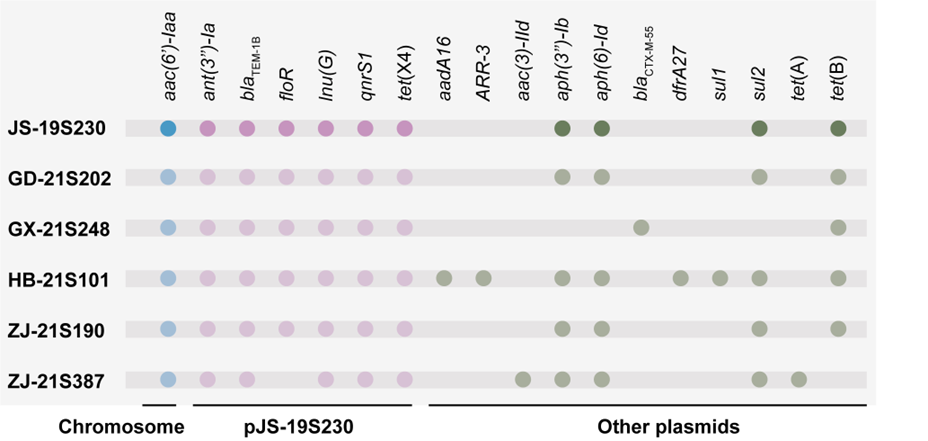 aac(6’)-Iaa
ant(3”)-Ia
blaTEM-1B
floR
lnu(G)
qnrS1
tet(X4)
aadA16
ARR-3
aac(3)-IId
aph(3”)-Ib
aph(6)-Id
blaCTX-M-55
dfrA27
sul1
sul2
tet(A)
tet(B)
JS-19S230
GD-21S202
GX-21S248
HB-21S101
ZJ-21S190
ZJ-21S387
Chromosome
pJS-19S230
Other plasmids